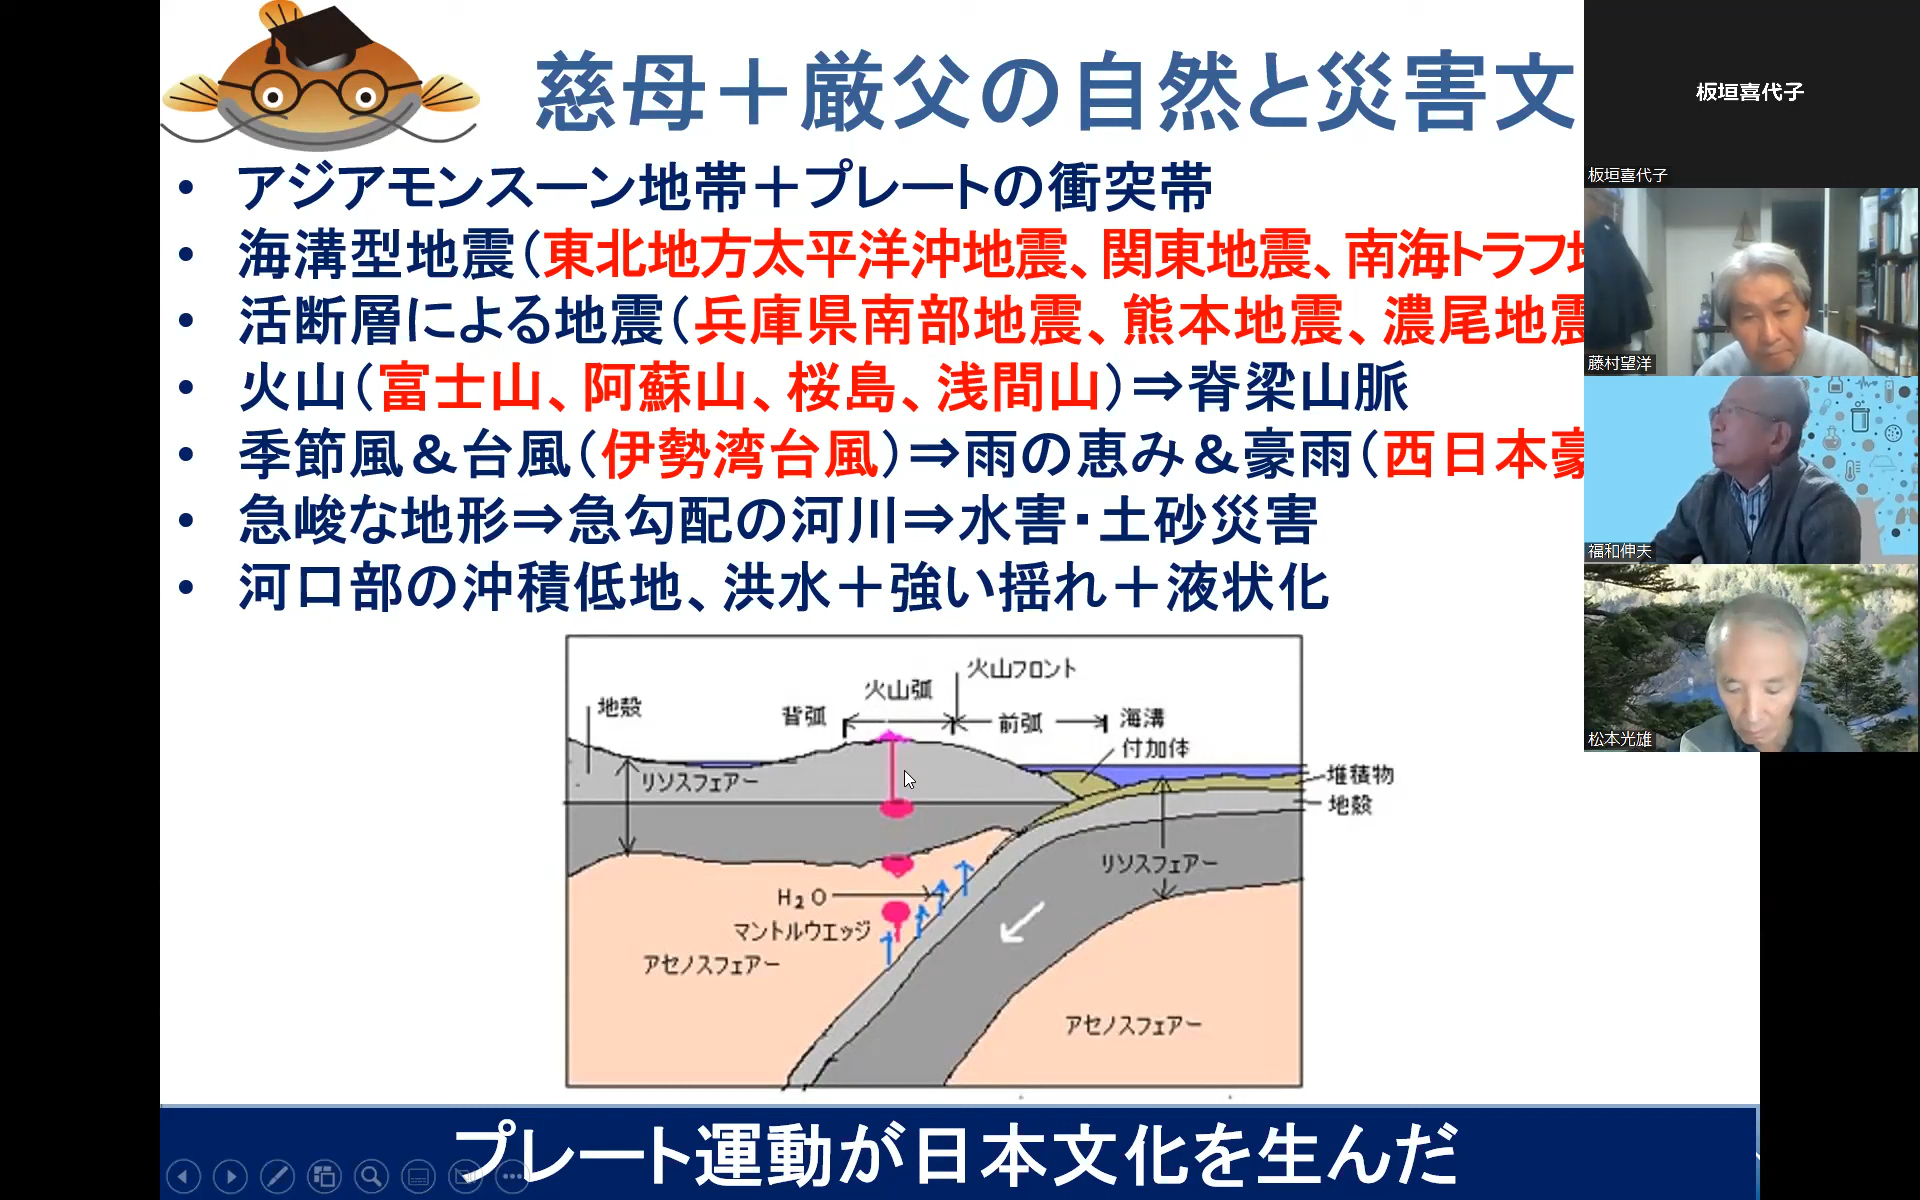 慈母＋厳父の自然と災害文
• アジアモンスーン地帯＋プレートの衝突帯
• 海溝型地震（東北地方太平洋沖地震、関東地震、南海トラフ地
• 活断層による地震（兵庫県南部地震、熊本地震、濃尾地震
• 火山（富士山、阿蘇山、桜島、浅間山）⇒脊梁山脈
• 季節風＆台風（伊勢湾台風）⇒雨の恵み＆豪雨（西日本豪
• 急峻な地形⇒急勾配の河川⇒水害・土砂災害
• 河口部の沖積低地、洪水＋強い揺れ＋液状化
火山フロント
火山弧
地殻
背弧
前弧
海溝
付加体
リソスフェアー
堆積物
地殻
リソスフェアー
H₂O
マントルウエッジ
アセノスフェアー
アセノスフェアー
プレート運動が日本文化を生んだ
板垣喜代子
板垣喜代子
藤村望洋
福和伸夫
松本光雄